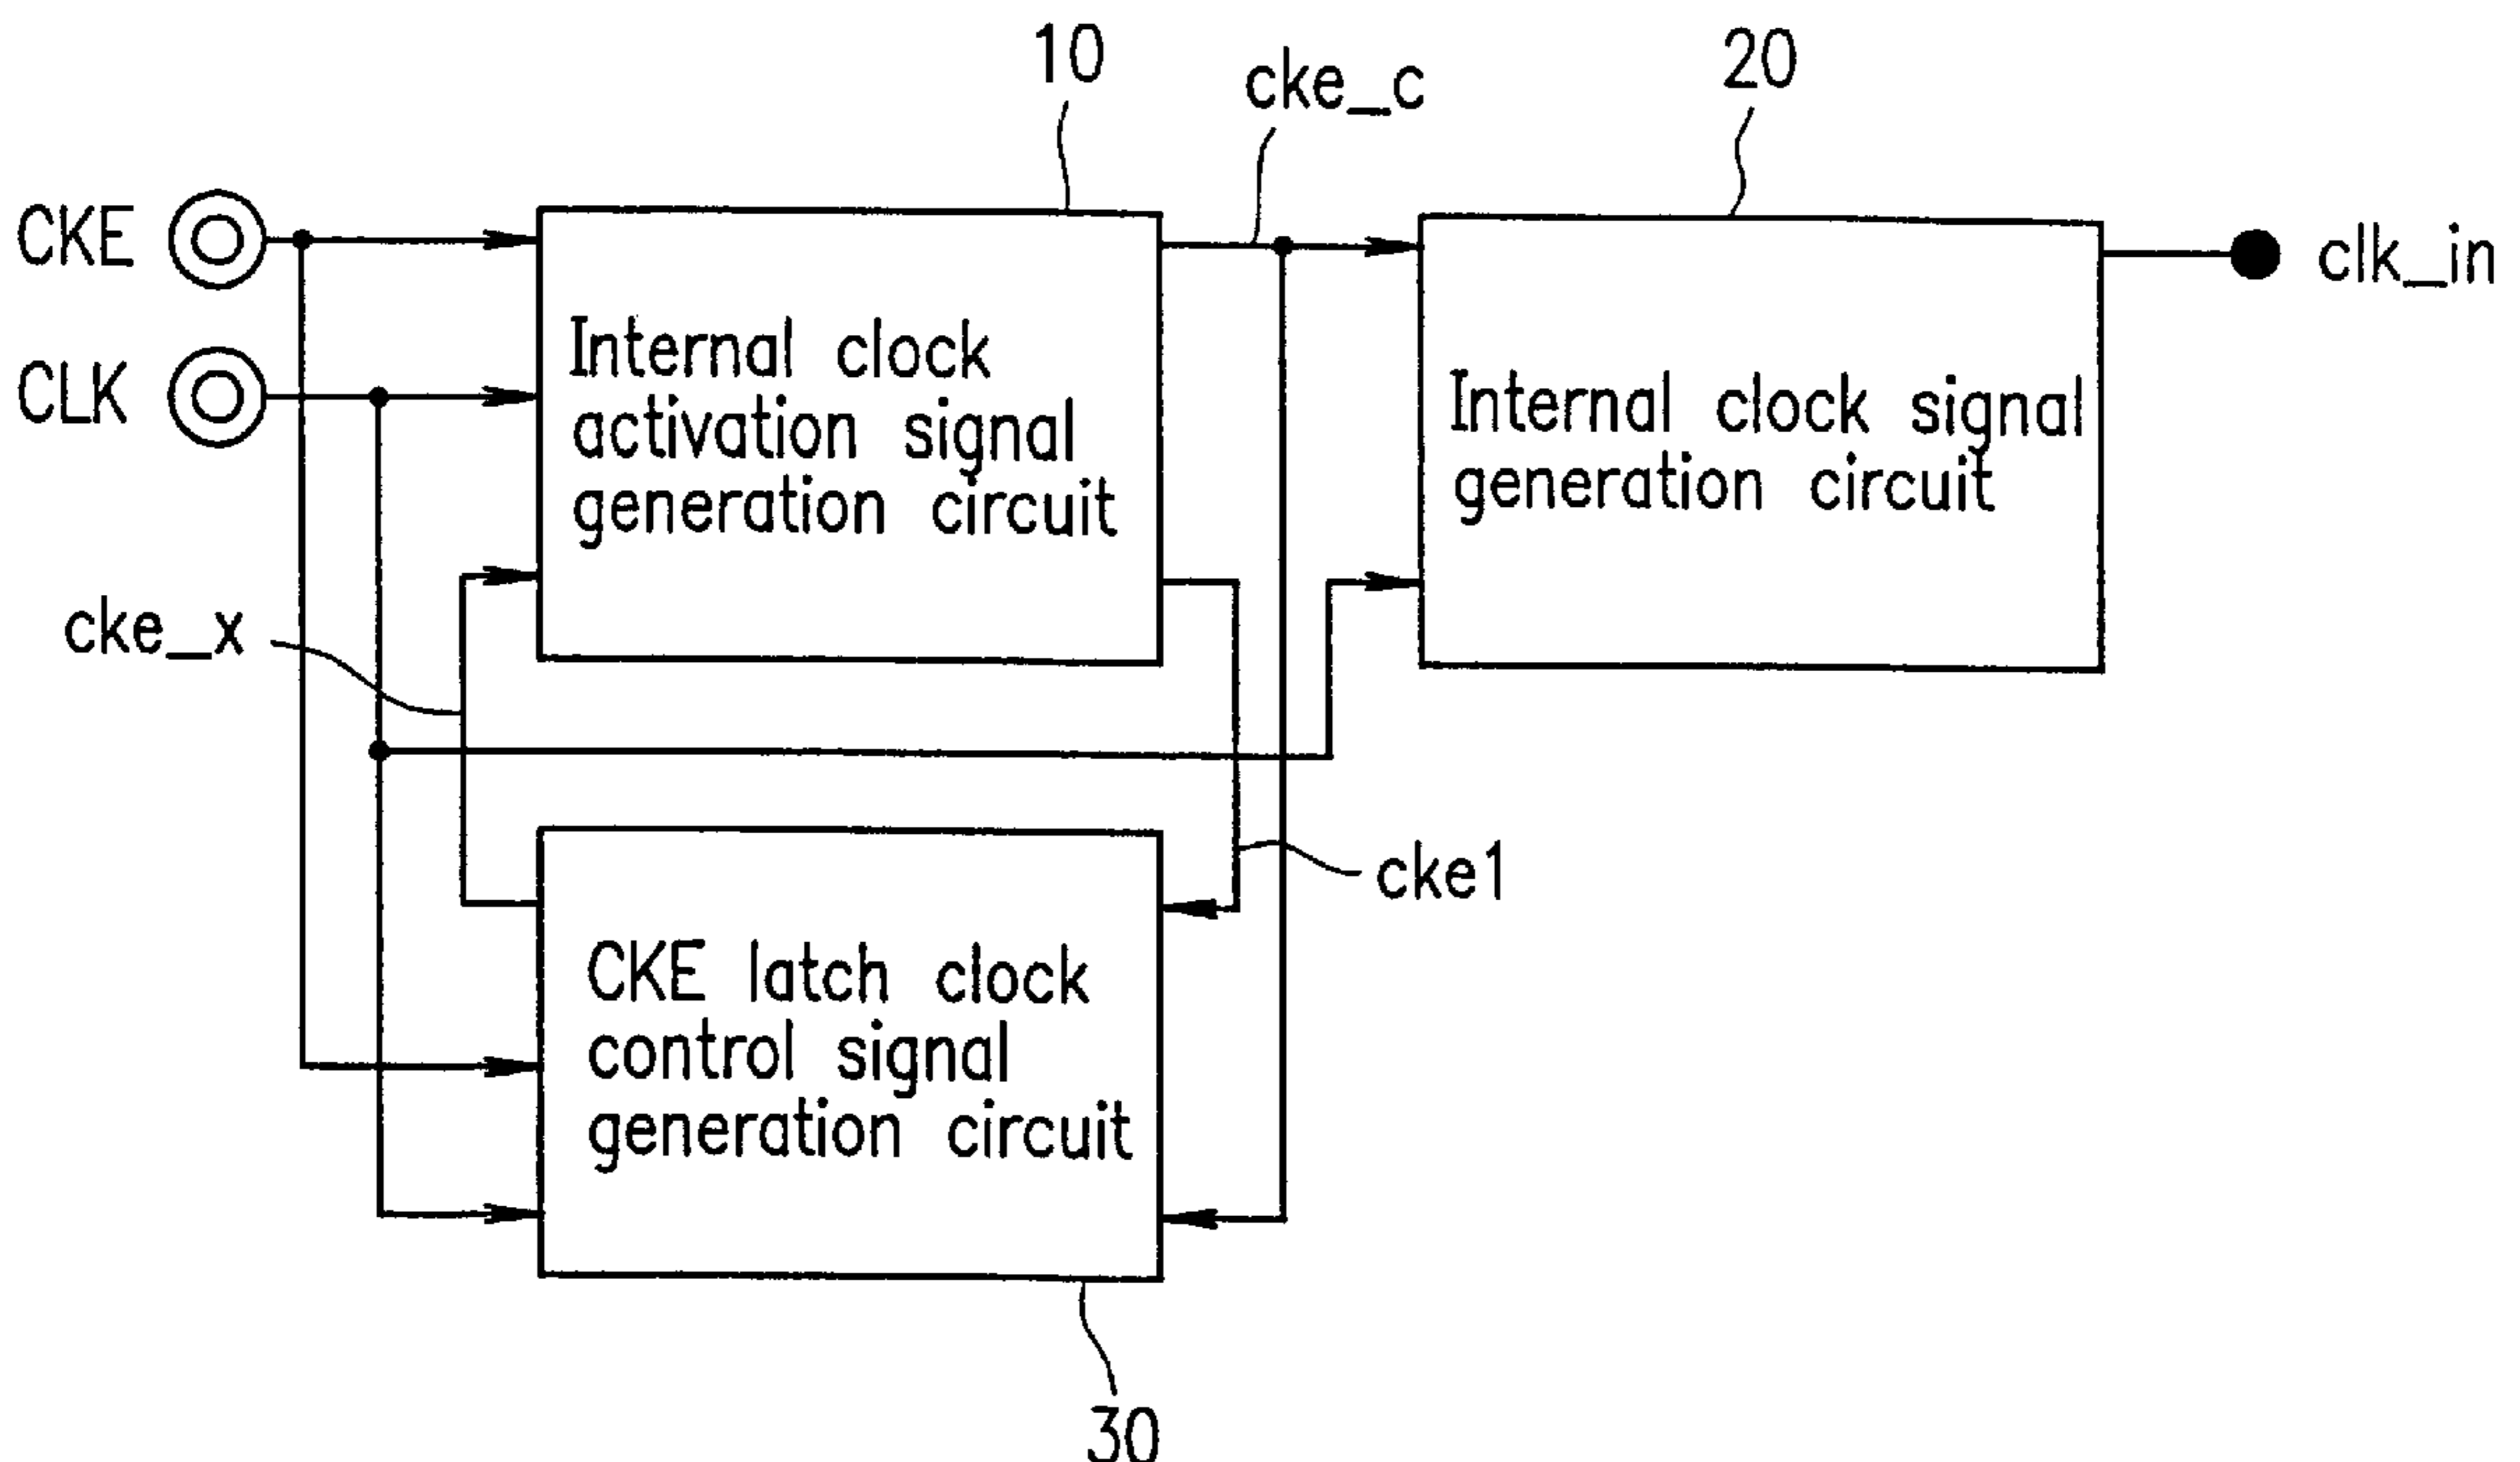 10
cke_c
20
CKE
clk_in
CLK
Internal clock
activation signal
generation circuit
Internal clock signal
generation circuit
cke_x
cke1
CKE latch clock
control signal
generation circuit
30